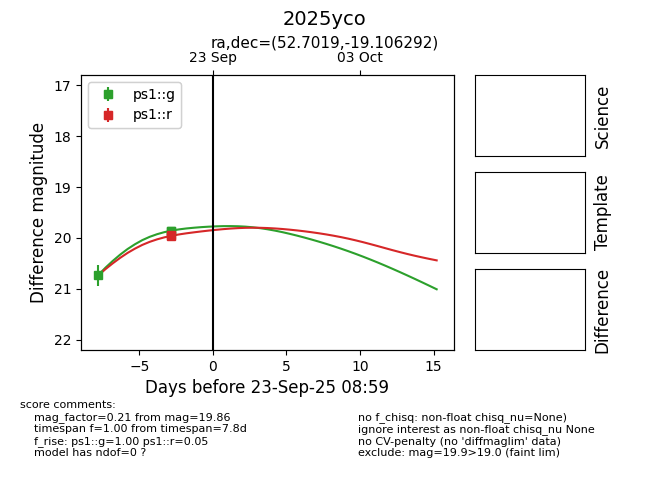 2025yco
ra,dec=(52.7019,-19.106292)
23 Sep
03 Oct
ps1::g
ps1::r
17
18
19
20
21
22
Difference magnitude
−5
0
5
10
15
Days before 23-Sep-25 08:59
Science
Template
Difference
score comments:
mag_factor=0.21 from mag=19.86
timespan f=1.00 from timespan=7.8d
f_rise: ps1::g=1.00 ps1::r=0.05
model has ndof=0 ?
no f_chisq: non-float chisq_nu=None)
ignore interest as non-float chisq_nu None
no CV-penalty (no 'diffmaglim' data)
exclude: mag=19.9>19.0 (faint lim)